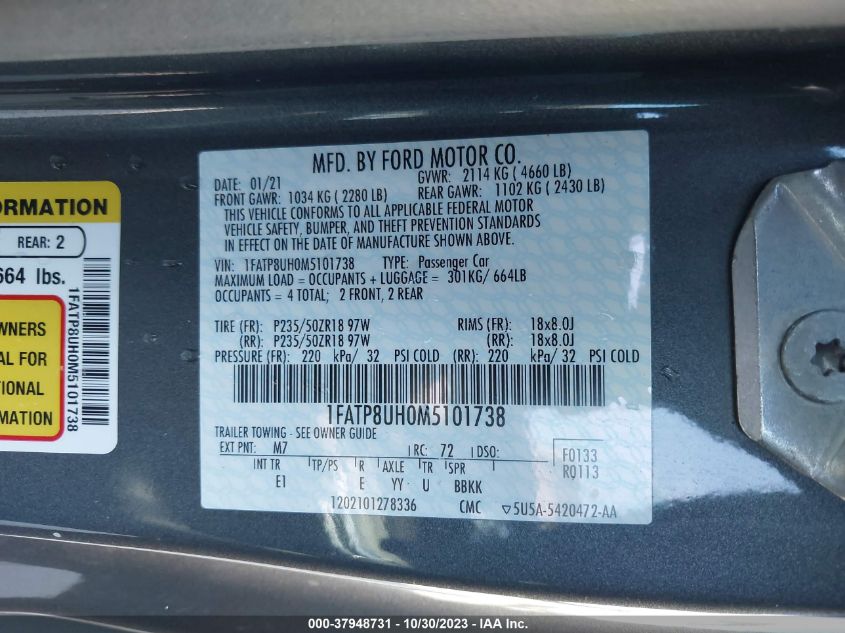 ORMATION
REAR: 2
664 lbs.
WNERS
AL FOR
TIONAL
ATION.
1FATP8UH0M5101738
MFD. BY FORD MOTOR CO.
DATE: 01/21 GVWR: 2114 KG ( 4660 LB)
FRONT GAWR: 1034 KG ( 2280 LB) REAR GAWR: 1102 KG ( 2430 LB)
THIS VEHICLE CONFORMS TO ALL APPLICABLE FEDERAL MOTOR
VEHICLE SAFETY, BUMPER, AND THEFT PREVENTION STANDARDS
IN EFFECT ON THE DATE OF MANUFACTURE SHOWN ABOVE.
VIN: 1FATP8UH0M5101738 TYPE: Passenger Car
MAXIMUM LOAD = OCCUPANTS + LUGGAGE = 301KG/ 664LB
OCCUPANTS = 4 TOTAL; 2 FRONT, 2 REAR
TIRE (FR): P235/50ZR18 97W RIMS (FR): 18x8.0J
(RR): P235/50ZR18 97W (RR): 18x8.0J
PRESSURE (FR): 220 kPa/ 32 PSI COLD (RR): 220 kPa/ 32 PSI COLD
1FATP8UH0M5101738
TRAILER TOWING - SEE OWNER GUIDE
EXT PNT: M7 RC: 72 DSO: F0133
INT TR TP/PS R AXLE TR SPR RQ113
E1 E YY U BBKK
1202101278336 CMC ▽5U5A-5420472-AA
000-37948731 - 10/30/2023 - IAA Inc.